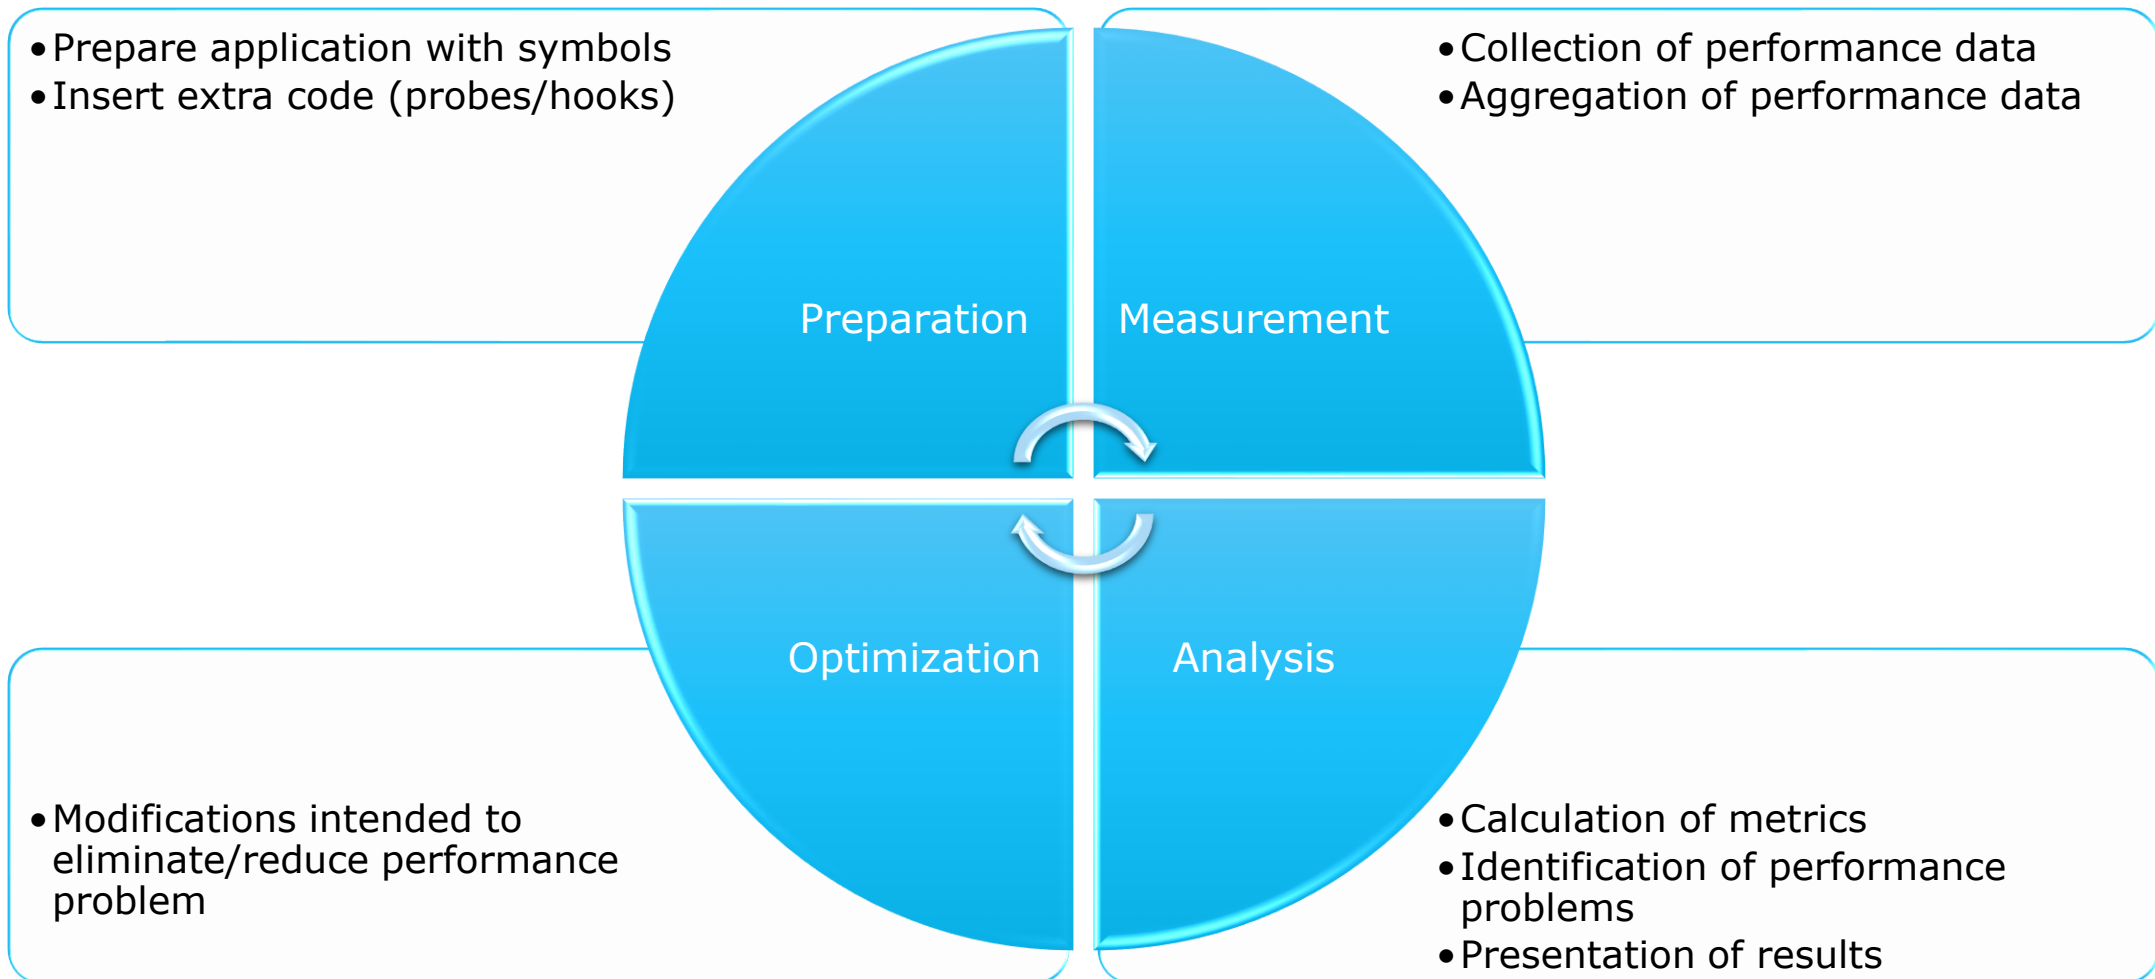 •Prepare application with symbols
•Insert extra code (probes/hooks)
•Collection of performance data
•Aggregation of performance data
Preparation
Measurement
Optimization
Analysis
•Modifications intended to
eliminate/reduce performance
problem
•Calculation of metrics
•Identification of performance
problems
•Presentation of results